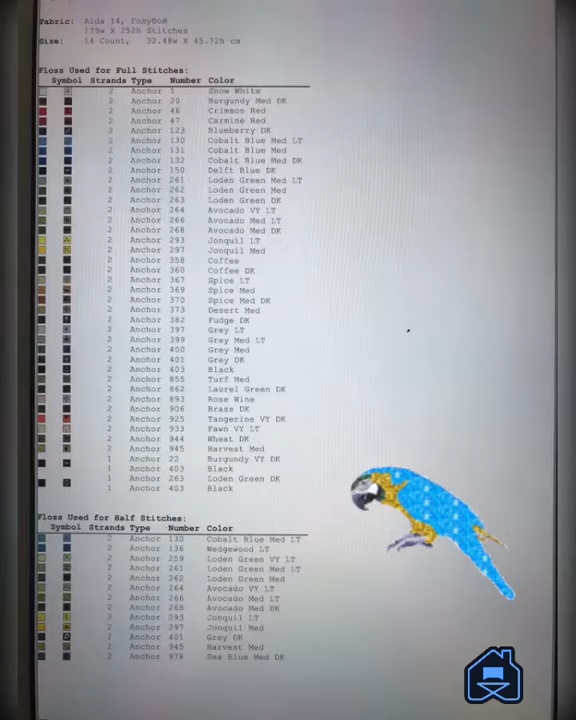 Fabric: Aida 14, Голубой
179w X 252h Stitches
Size: 14 Count, 32.48w X 45.72h cm
Floss Used for Full Stitches:
Symbol Strands Type Number Color
2 Anchor 1 Snow White
2 Anchor 20 Burgundy Med DK
2 Anchor 46 Crimson Red
2 Anchor 47 Carmine Red
2 Anchor 123 Blueberry DK
2 Anchor 130 Cobalt Blue Med LT
2 Anchor 131 Cobalt Blue Med
2 Anchor 132 Cobalt Blue Med DK
2 Anchor 150 Delft Blue DK
2 Anchor 261 Loden Green Med LT
2 Anchor 262 Loden Green Med
2 Anchor 263 Loden Green DK
2 Anchor 264 Avocado VY LT
2 Anchor 266 Avocado Med LT
2 Anchor 268 Avocado Med DK
2 Anchor 293 Jonquil LT
2 Anchor 297 Jonquil Med
2 Anchor 358 Coffee
2 Anchor 360 Coffee DK
2 Anchor 367 Spice LT
2 Anchor 369 Spice Med
2 Anchor 370 Spice Med DK
2 Anchor 373 Desert Med
2 Anchor 382 Fudge DK
2 Anchor 397 Grey LT
2 Anchor 399 Grey Med LT
2 Anchor 400 Grey Med
2 Anchor 401 Grey DK
2 Anchor 403 Black
2 Anchor 855 Turf Med
2 Anchor 862 Laurel Green DK
2 Anchor 893 Rose Wine
2 Anchor 906 Brass DK
2 Anchor 925 Tangerine VY DK
2 Anchor 933 Fawn VY LT
2 Anchor 944 Wheat DK
2 Anchor 945 Harvest Med
1 Anchor 22 Burgundy VY DK
1 Anchor 403 Black
1 Anchor 263 Loden Green DK
1 Anchor 403 Black
Floss Used for Half Stitches:
Symbol Strands Type Number Color
2 Anchor 130 Cobalt Blue Med LT
2 Anchor 136 Wedgewood LT
2 Anchor 259 Loden Green VY LT
2 Anchor 261 Loden Green Med LT
2 Anchor 262 Loden Green Med
2 Anchor 264 Avocado VY LT
2 Anchor 266 Avocado Med LT
2 Anchor 268 Avocado Med DK
2 Anchor 293 Jonquil LT
2 Anchor 297 Jonquil Med
2 Anchor 401 Grey DK
2 Anchor 945 Harvest Med
2 Anchor 978 Sea Blue Med DK